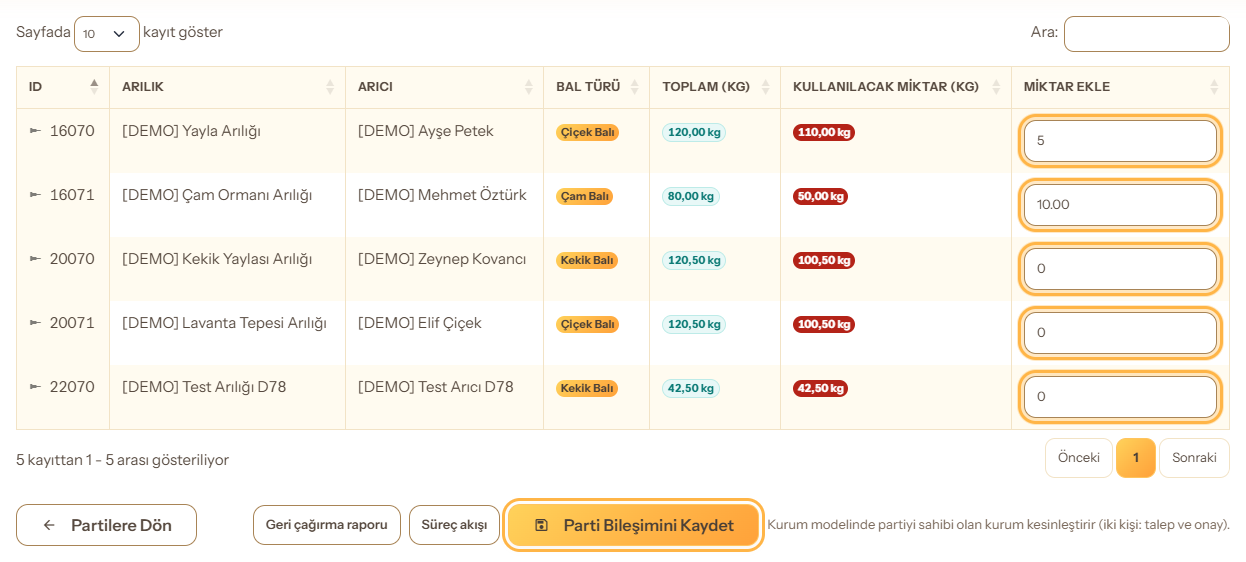 Sayfada 10 kayıt göster Ara:
ID ARILIK ARICI BAL TÜRÜ TOPLAM (KG) KULLANILACAK MİKTAR (KG) MİKTAR EKLE
16070 [DEMO] Yayla Arılığı [DEMO] Ayşe Petek Çiçek Balı 120,00 kg 110,00 kg 5
16071 [DEMO] Çam Ormanı Arılığı [DEMO] Mehmet Öztürk Çam Balı 80,00 kg 50,00 kg 10.00
20070 [DEMO] Kekik Yaylası Arılığı [DEMO] Zeynep Kovancı Kekik Balı 120,50 kg 100,50 kg 0
20071 [DEMO] Lavanta Tepesi Arılığı [DEMO] Elif Çiçek Çiçek Balı 120,50 kg 100,50 kg 0
22070 [DEMO] Test Arılığı D78 [DEMO] Test Arıcı D78 Kekik Balı 42,50 kg 42,50 kg 0
5 kayıttan 1 - 5 arası gösteriliyor Önceki 1 Sonraki
Partilere Dön Geri çağırma raporu Süreç akışı Parti Bileşimini Kaydet Kurum modelinde partiyi sahibi olan kurum kesinleştirir (iki kişi: talep ve onay).